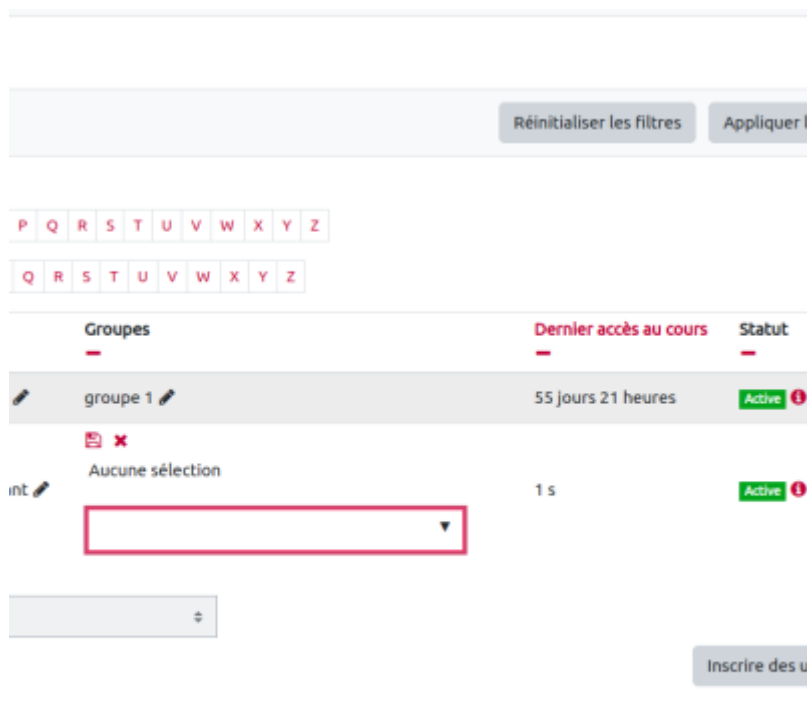 Réinitialiser les filtres Appliquer
P Q R S T U V W X Y Z
Q R S T U V W X Y Z
Groupes Dernier accès au cours Statut
groupe 1 55 jours 21 heures Active
Aucune sélection
nt 1 s Active
Inscrire des